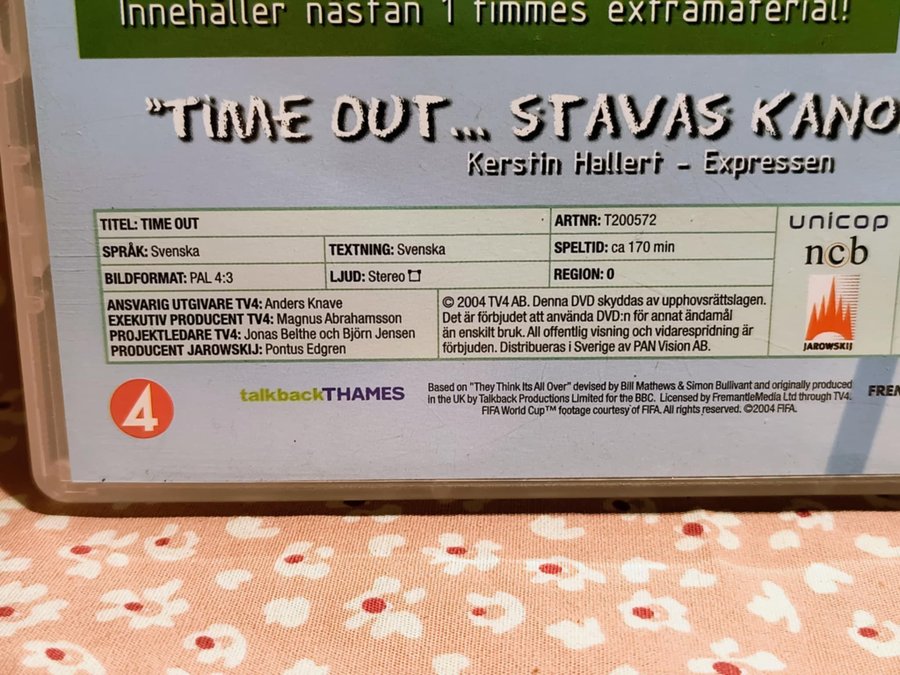 Innehåller nästan 1 timmes extramaterial!
"TIME OUT... STAVAS KANO
Kerstin Hallert - Expressen
TITEL: TIME OUT
ARTNR: T200572
SPRÅK: Svenska
TEXTNING: Svenska
SPELTID: ca 170 min
BILDFORMAT: PAL 4:3
LJUD: Stereo
REGION: 0
ANSVARIG UTGIVARE TV4: Anders Knave
EXEKUTIV PRODUCENT TV4: Magnus Abrahamsson
PROJEKTLEDARE TV4: Jonas Belthe och Björn Jensen
PRODUCENT JAROWSKIJ: Pontus Edgren
© 2004 TV4 AB. Denna DVD skyddas av upphovsrättslagen.
Det är förbjudet att använda DVD:n för annat ändamål
än enskilt bruk. All offentlig visning och vidarespridning är
förbjuden. Distribueras i Sverige av PAN Vision AB.
unicop
ncb
JAROWSKIJ
4
talkbackTHAMES
Based on "They Think Its All Over" devised by Bill Mathews & Simon Bullivant and originally produced
in the UK by Talkback Productions Limited for the BBC. Licensed by FremantleMedia Ltd through TV4.
FIFA World Cup™ footage courtesy of FIFA. All rights reserved. ©2004 FIFA.
FREM